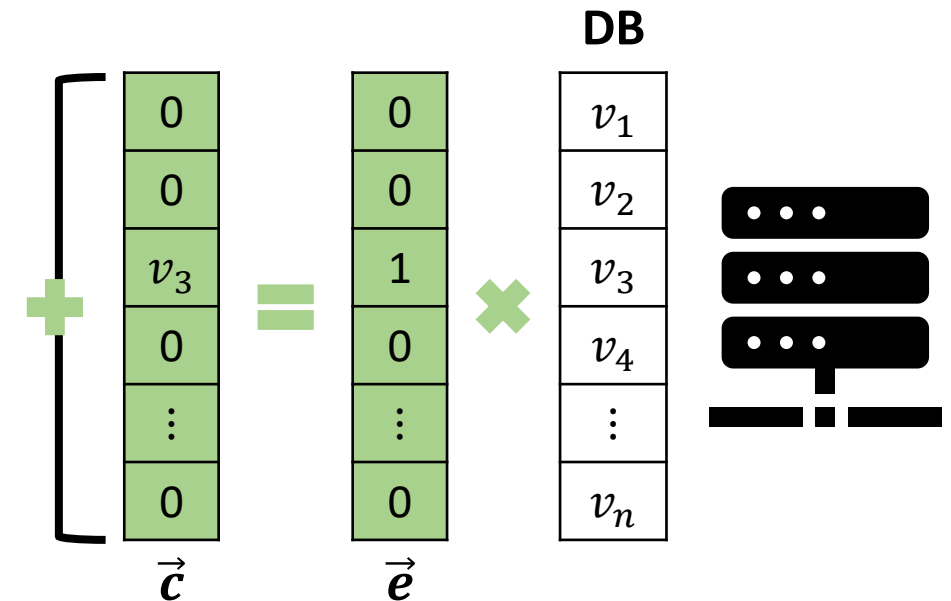 DB
0 0 v₁
0 0 v₂
v₃ = 1 × v₃
0 0 v₄
⋮ ⋮ ⋮
0 0 vₙ
+
c⃗ e⃗